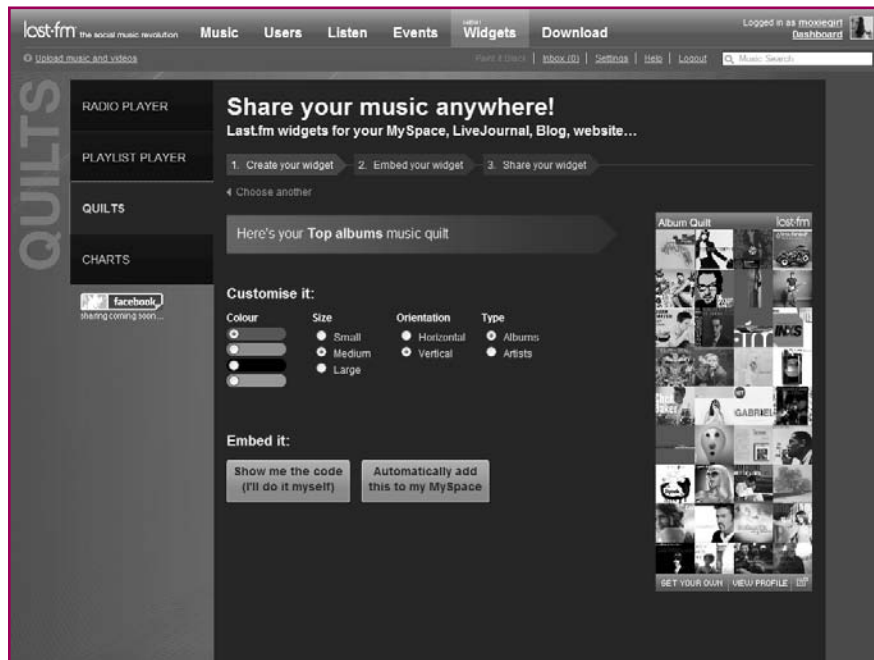 lost·fm the social music revolution
Music Users Listen Events Widgets Download
Logged in as moxiegirl
Dashboard
Upload music and videos
Paint it Black | Inbox (0) | Settings | Help | Logout
Music Search
QUILTS
RADIO PLAYER
PLAYLIST PLAYER
QUILTS
CHARTS
facebook
sharing coming soon...
Share your music anywhere!
Last.fm widgets for your MySpace, LiveJournal, Blog, website...
1. Create your widget 2. Embed your widget 3. Share your widget
Choose another
Here's your Top albums music quilt
Customise it:
Colour Size Orientation Type
Small Horizontal Albums
Medium Vertical Artists
Large
Embed it:
Show me the code
(I'll do it myself)
Automatically add
this to my MySpace
Album Quilt lost·fm
INXS
GABRIEL
GET YOUR OWN VIEW PROFILE